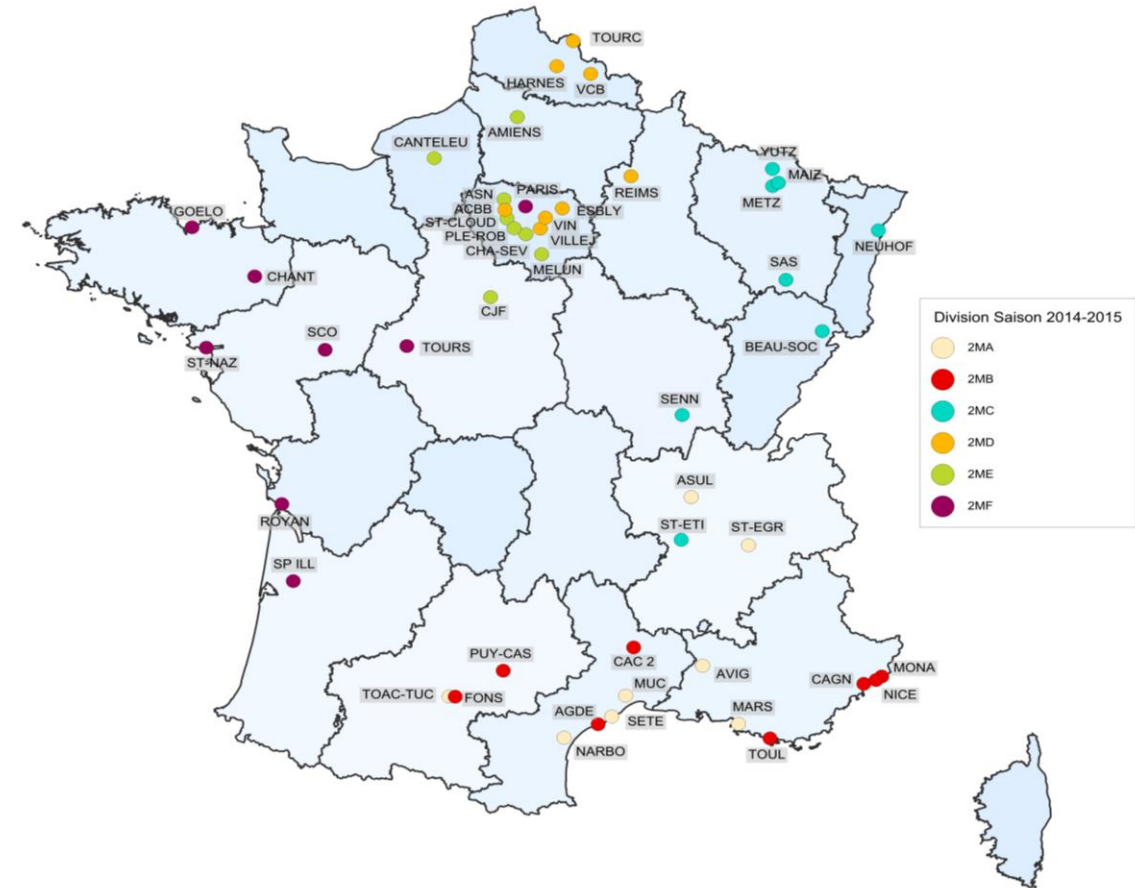 TOURC
HARNES
VCB
AMIENS
CANTELEU
YUTZ
MAIZ
METZ
REIMS
ASN
PARIS
ACBB
ESBLY
ST-CLOUD
VIN
PLE-ROB
VILLEJ
CHA-SEV
MELUN
GOELO
NEUHOF
CHANT
SAS
CJF
SCO
TOURS
ST-NAZ
BEAU-SOC
Division Saison 2014-2015
2MA
2MB
2MC
2MD
2ME
2MF
SENN
ASUL
ST-ETI
ST-EGR
ROYAN
SP ILL
PUY-CAS
CAC 2
AVIG
MONA
CAGN
NICE
TOAC-TUC
FONS
MUC
AGDE
SETE
MARS
NARBO
TOUL